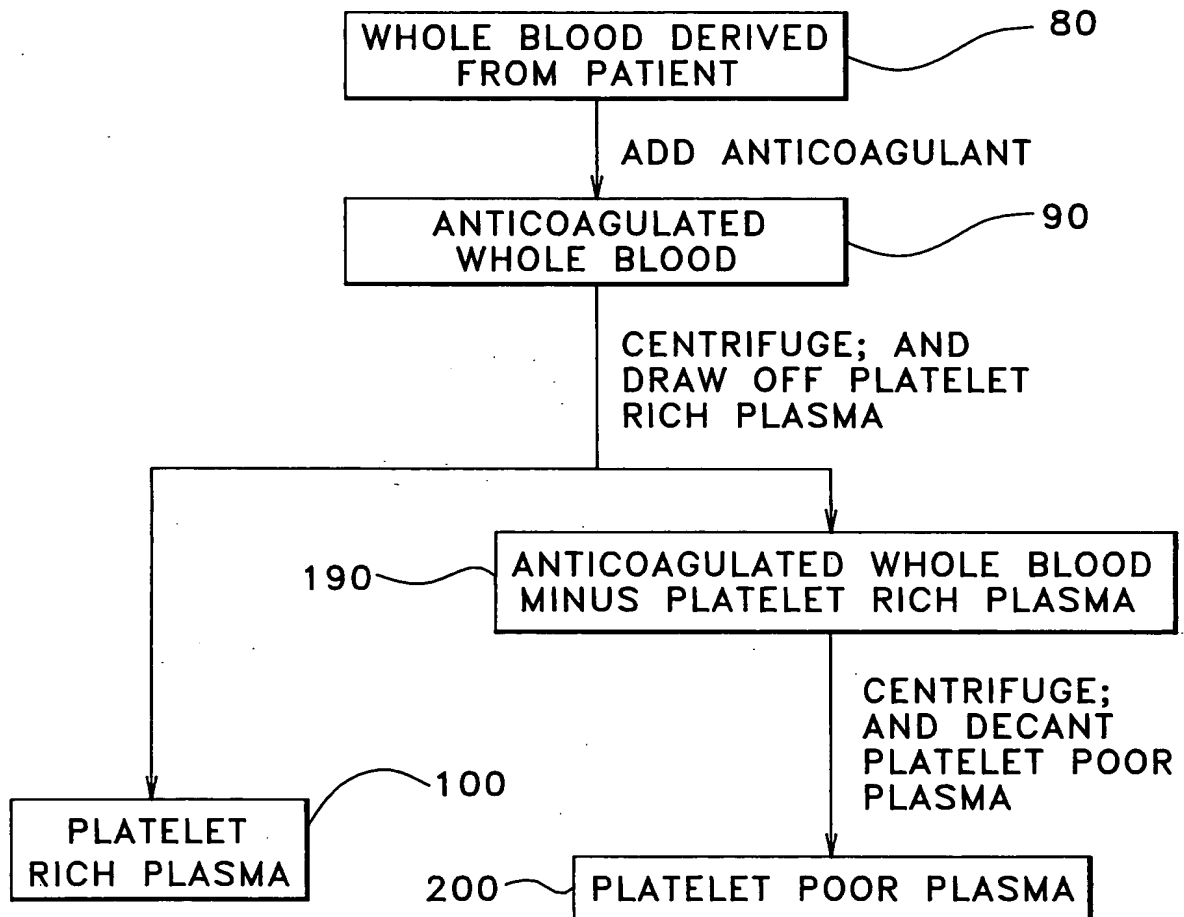 WHOLE BLOOD DERIVED
FROM PATIENT
80
ADD ANTICOAGULANT
ANTICOAGULATED
WHOLE BLOOD
90
CENTRIFUGE; AND
DRAW OFF PLATELET
RICH PLASMA
190
ANTICOAGULATED WHOLE BLOOD
MINUS PLATELET RICH PLASMA
CENTRIFUGE;
AND DECANT
PLATELET POOR
PLASMA
100
PLATELET
RICH PLASMA
200
PLATELET POOR PLASMA